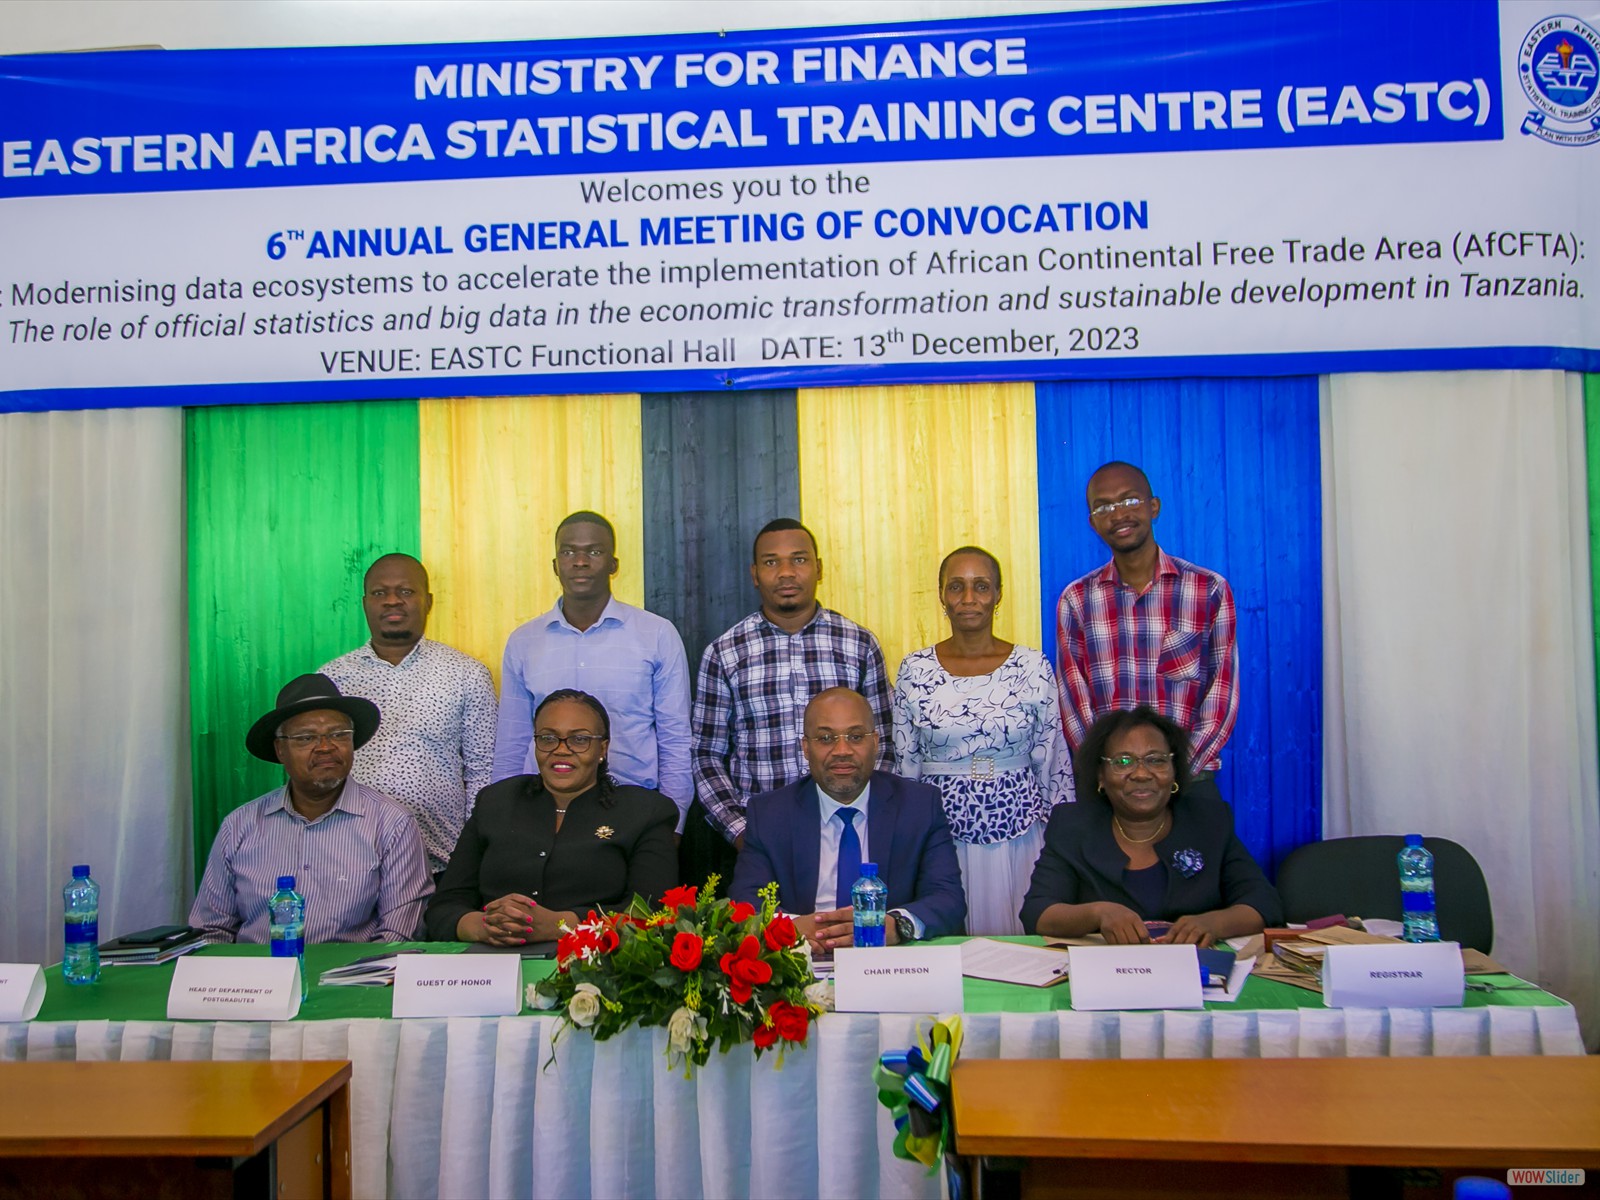 MINISTRY FOR FINANCE
EASTERN AFRICA STATISTICAL TRAINING CENTRE (EASTC)
Welcomes you to the
6TH ANNUAL GENERAL MEETING OF CONVOCATION
: Modernising data ecosystems to accelerate the implementation of African Continental Free Trade Area (AfCFTA):
The role of official statistics and big data in the economic transformation and sustainable development in Tanzania.
VENUE: EASTC Functional Hall DATE: 13th December, 2023
EASTERN AFRICA
STATISTICAL TRAINING
PLAN WITH FIGURES
HEAD OF DEPARTMENT OF
POSTGRADUTES
GUEST OF HONOR
CHAIR PERSON
RECTOR
REGISTRAR
WOWSlider